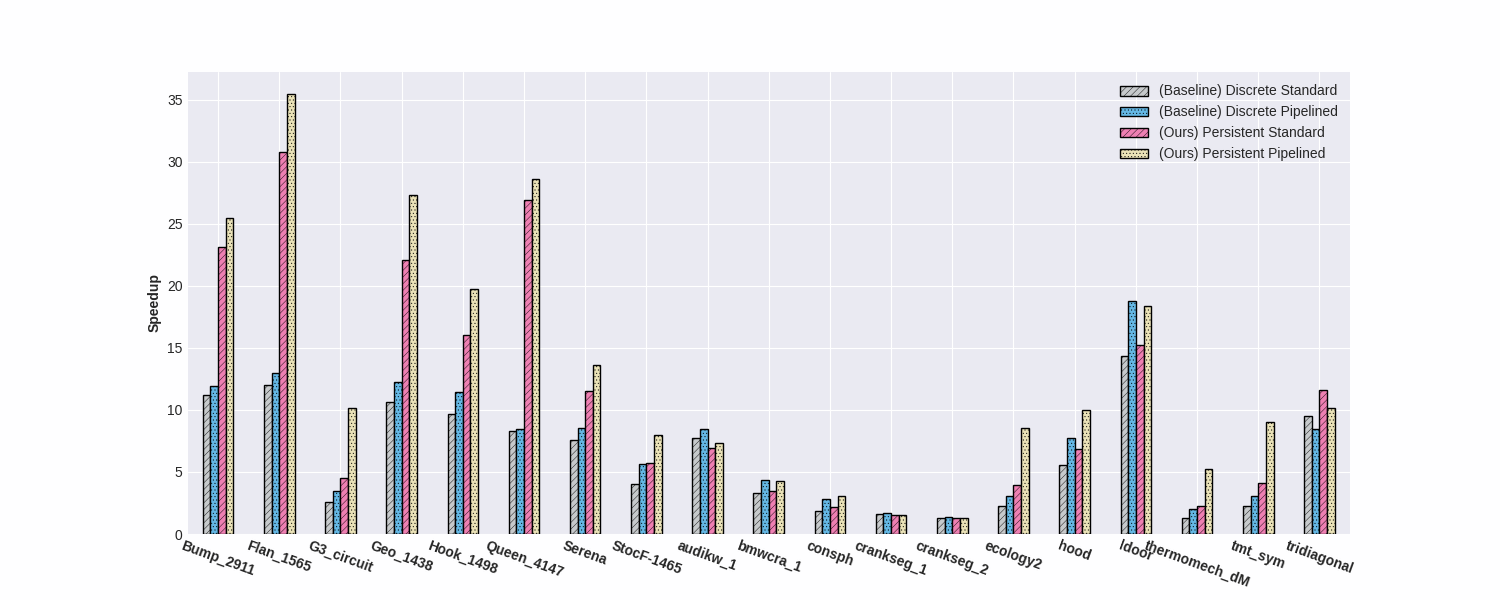 (Baseline) Discrete Standard
(Baseline) Discrete Pipelined
(Ours) Persistent Standard
(Ours) Persistent Pipelined
Speedup
35
30
25
20
15
10
5
0
Bump_2911
Flan_1565
G3_circuit
Geo_1438
Hook_1498
Queen_4147
Serena
StocF-1465
audikw_1
bmwcra_1
consph
crankseg_1
crankseg_2
ecology2
hood
ldoor
thermomech_dM
tmt_sym
tridiagonal